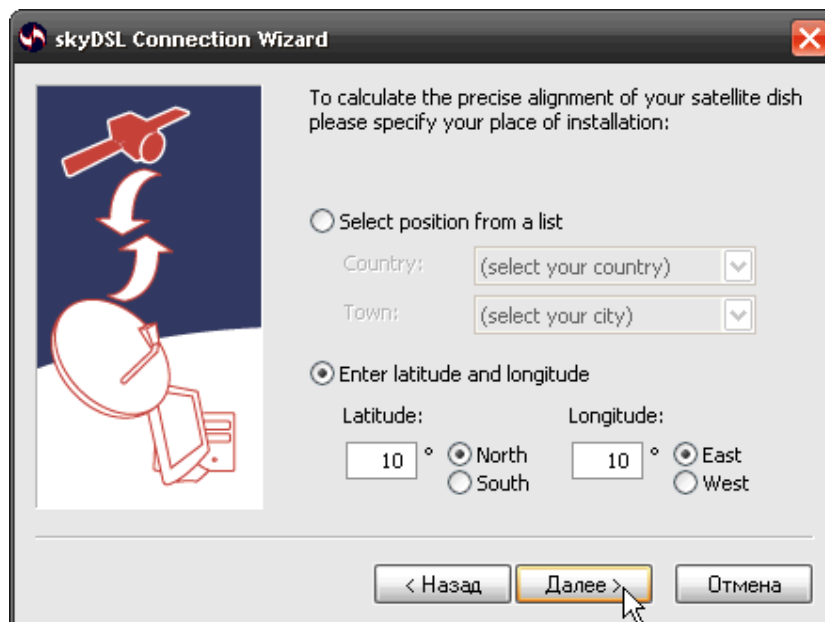 skyDSL Connection Wizard
To calculate the precise alignment of your satellite dish
please specify your place of installation:
Select position from a list
Country: (select your country)
Town: (select your city)
Enter latitude and longitude
Latitude: Longitude:
10 ° North 10 ° East
South West
< Назад Далее > Отмена